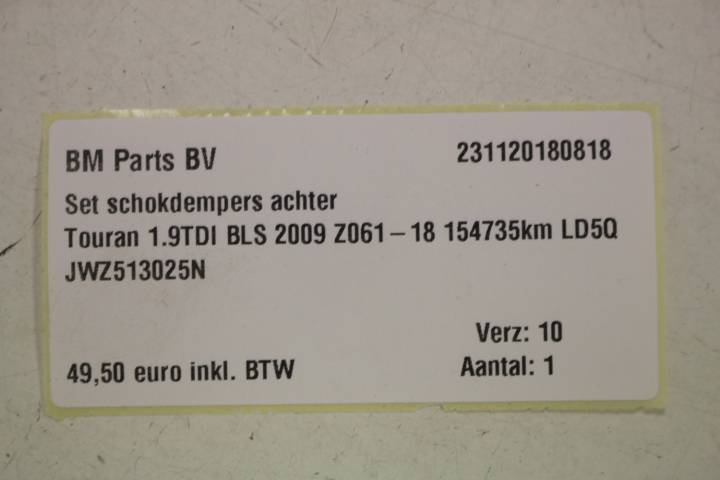 BM Parts BV 231120180818
Set schokdempers achter
Touran 1.9TDI BLS 2009 Z061-18 154735km LD5Q
JWZ513025N
Verz: 10
49,50 euro inkl. BTW Aantal: 1